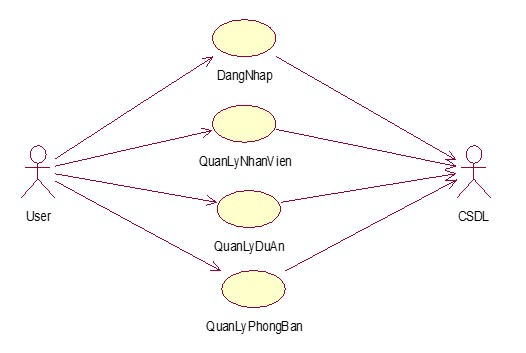 DangNhap
QuanLyNhanVien
User
CSDL
QuanLyDuAn
QuanLyPhongBan